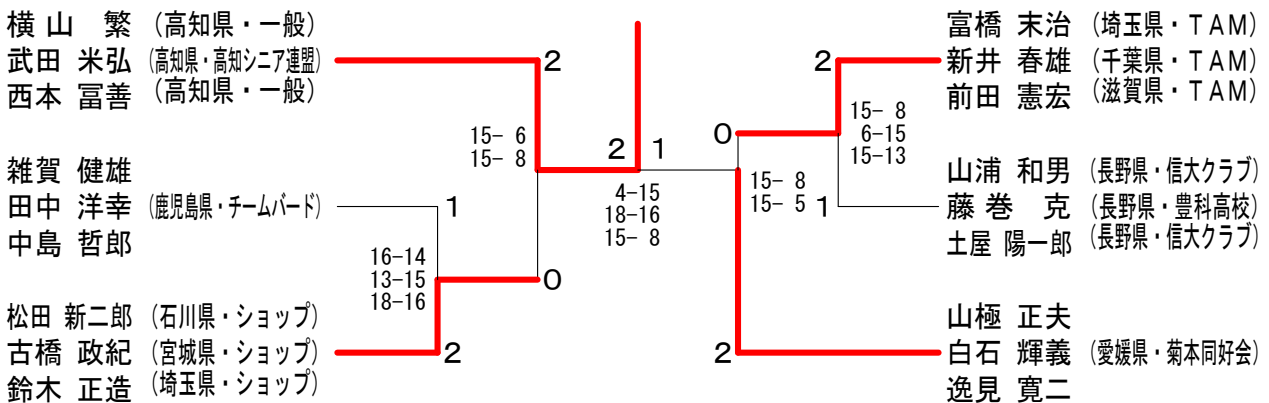 横山 繁 (高知県・一般)
武田 米弘 (高知県・高知シニア連盟)
西本 冨善 (高知県・一般)
2
15- 6
15- 8
雑賀 健雄
田中 洋幸 (鹿児島県・チームバード)
中島 哲郎
1
16-14
13-15
18-16
0
松田 新二郎 (石川県・ショップ)
古橋 政紀 (宮城県・ショップ)
鈴木 正造 (埼玉県・ショップ)
2
2 1
4-15
18-16
15- 8
富橋 末治 (埼玉県・TAM)
新井 春雄 (千葉県・TAM)
前田 憲宏 (滋賀県・TAM)
2
15- 8
6-15
15-13
0
15- 8
15- 5
山浦 和男 (長野県・信大クラブ)
藤巻 克 (長野県・豊科高校)
土屋 陽一郎 (長野県・信大クラブ)
1
山極 正夫
白石 輝義 (愛媛県・菊本同好会)
逸見 寛二
2